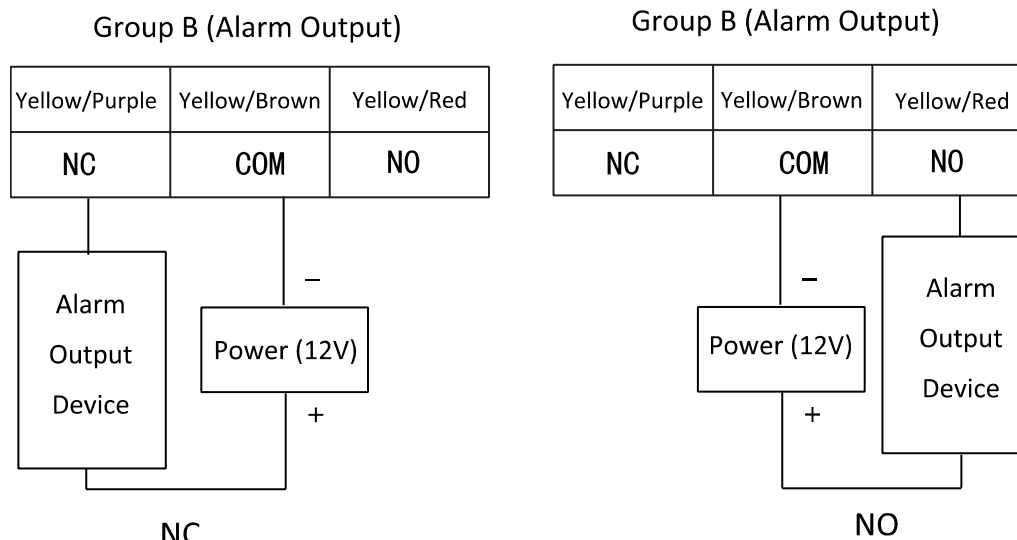 Group B (Alarm Output)
Yellow/Purple Yellow/Brown Yellow/Red
NC COM NO
−
Alarm
Output
Device
Power (12V)
+
NC
Group B (Alarm Output)
Yellow/Purple Yellow/Brown Yellow/Red
NC COM NO
−
Power (12V)
+
Alarm
Output
Device
NO